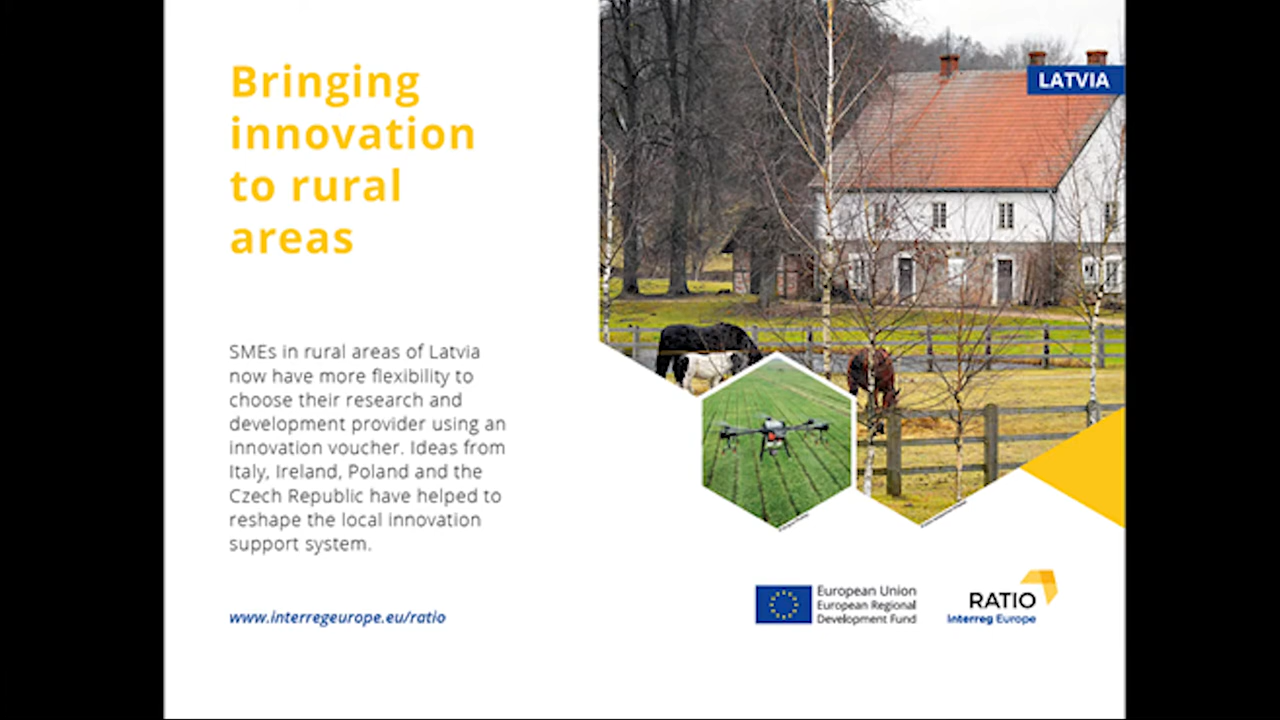 Bringing
innovation
to rural
areas
LATVIA
SMEs in rural areas of Latvia
now have more flexibility to
choose their research and
development provider using an
innovation voucher. Ideas from
Italy, Ireland, Poland and the
Czech Republic have helped to
reshape the local innovation
support system.
www.interregeurope.eu/ratio
European Union
European Regional
Development Fund
RATIO
Interreg Europe